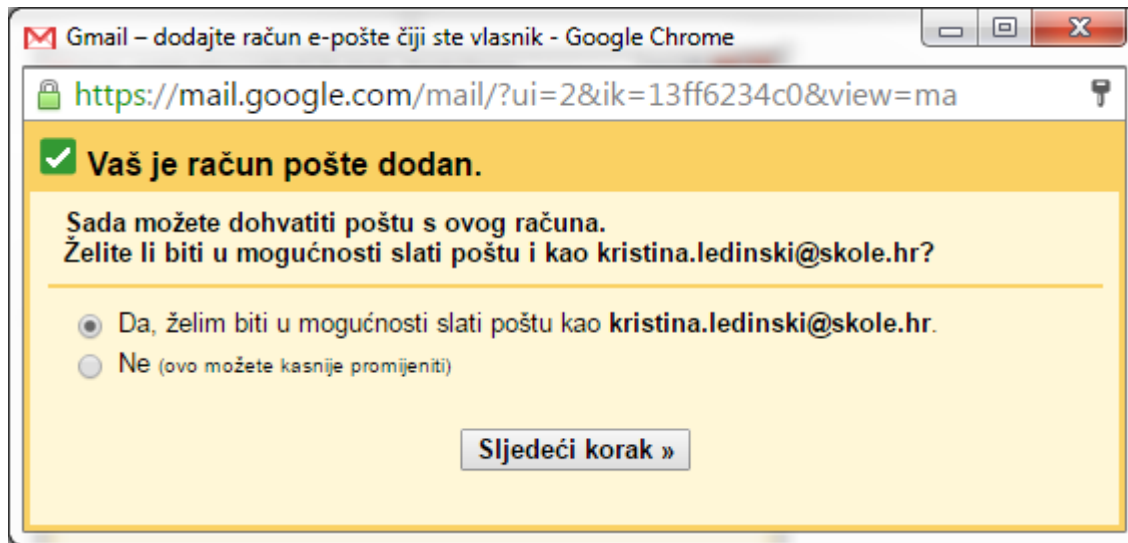 Gmail – dodajte račun e-pošte čiji ste vlasnik - Google Chrome
https://mail.google.com/mail/?ui=2&ik=13ff6234c0&view=ma
Vaš je račun pošte dodan.
Sada možete dohvatiti poštu s ovog računa.
Želite li biti u mogućnosti slati poštu i kao kristina.ledinski@skole.hr?
Da, želim biti u mogućnosti slati poštu kao kristina.ledinski@skole.hr.
Ne (ovo možete kasnije promijeniti)
Sljedeći korak »